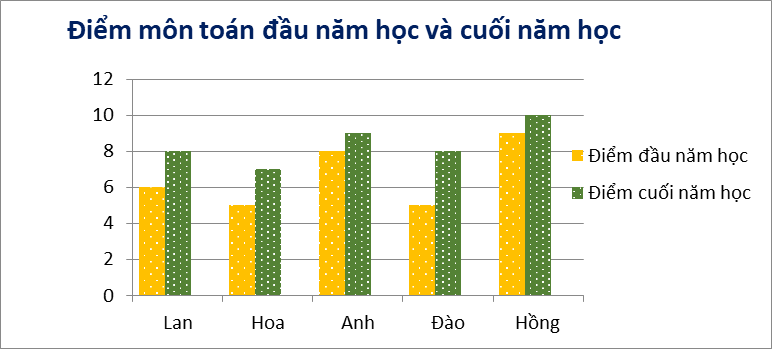 Điểm môn toán đầu năm học và cuối năm học
12
10
8
6
4
2
0
Lan Hoa Anh Đào Hồng
Điểm đầu năm học
Điểm cuối năm học